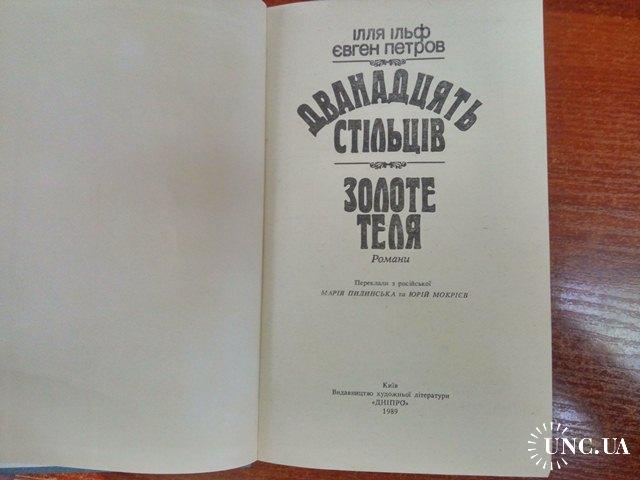 ІЛЛЯ ІЛЬФ
ЄВГЕН ПЕТРОВ
ДВАНАДЦЯТЬ
СТІЛЬЦІВ
ЗОЛОТЕ
ТЕЛЯ
Романи
Переклали з російської
МАРІЯ ПИЛИНСЬКА та ЮРІЙ МОКРІЄВ
Київ
Видавництво художньої літератури
«ДНІПРО»
1989
UNC.UA